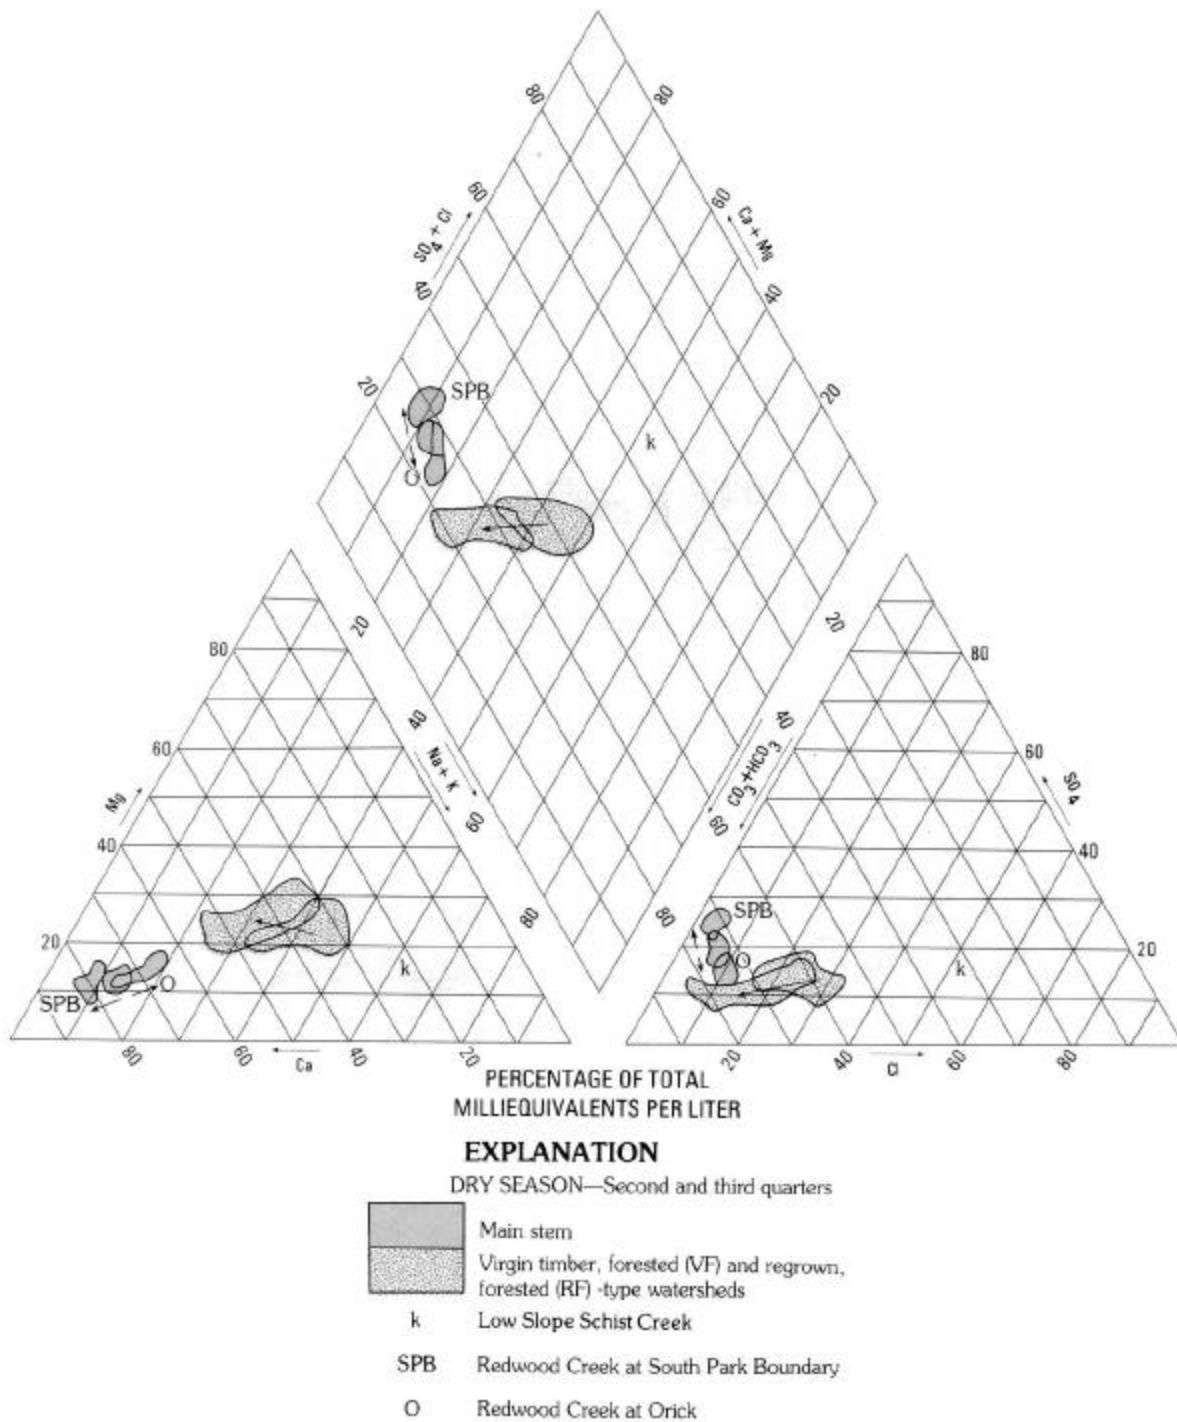 80 80
60 60
SO4 + Cl Ca + Mg
40 40
20 SPB 20
k
O
20 20
80 80
40 40
60 Na + K CO3+HCO3 60
Mg 60 60 SO4
40 40
80 80 SPB
20 O 20
k k
SPB O
80 60 Ca 40 20 20 40 Cl 60 80
PERCENTAGE OF TOTAL
MILLIEQUIVALENTS PER LITER
EXPLANATION
DRY SEASON—Second and third quarters
Main stem
Virgin timber, forested (VF) and regrown,
forested (RF) -type watersheds
k Low Slope Schist Creek
SPB Redwood Creek at South Park Boundary
O Redwood Creek at Orick